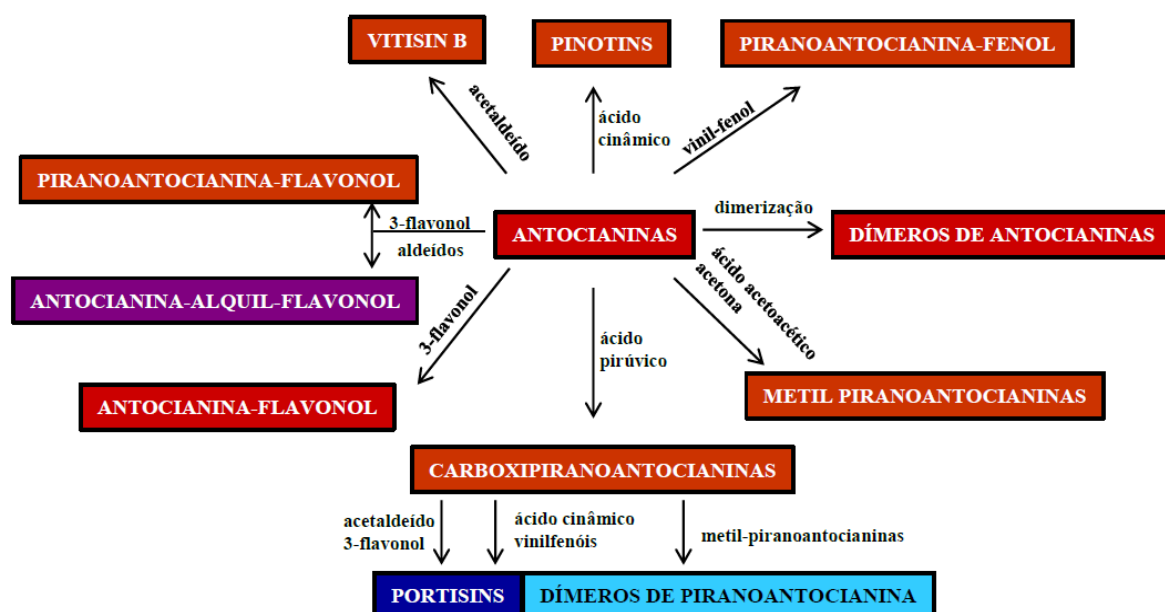 VITISIN B
PINOTINS
PIRANOANTOCIANINA-FENOL
acetaldeído
ácido
cinâmico
vinil-fenol
PIRANOANTOCIANINA-FLAVONOL
3-flavonol
aldeídos
ANTOCIANINAS
dimerização
DÍMEROS DE ANTOCIANINAS
ANTOCIANINA-ALQUIL-FLAVONOL
3-flavonol
ácido
pirúvico
ácido acetoacético
acetona
ANTOCIANINA-FLAVONOL
METIL PIRANOANTOCIANINAS
CARBOXIPIRANOANTOCIANINAS
acetaldeído
3-flavonol
ácido cinâmico
vinilfenóis
metil-piranoantocianinas
PORTISINS
DÍMEROS DE PIRANOANTOCIANINA